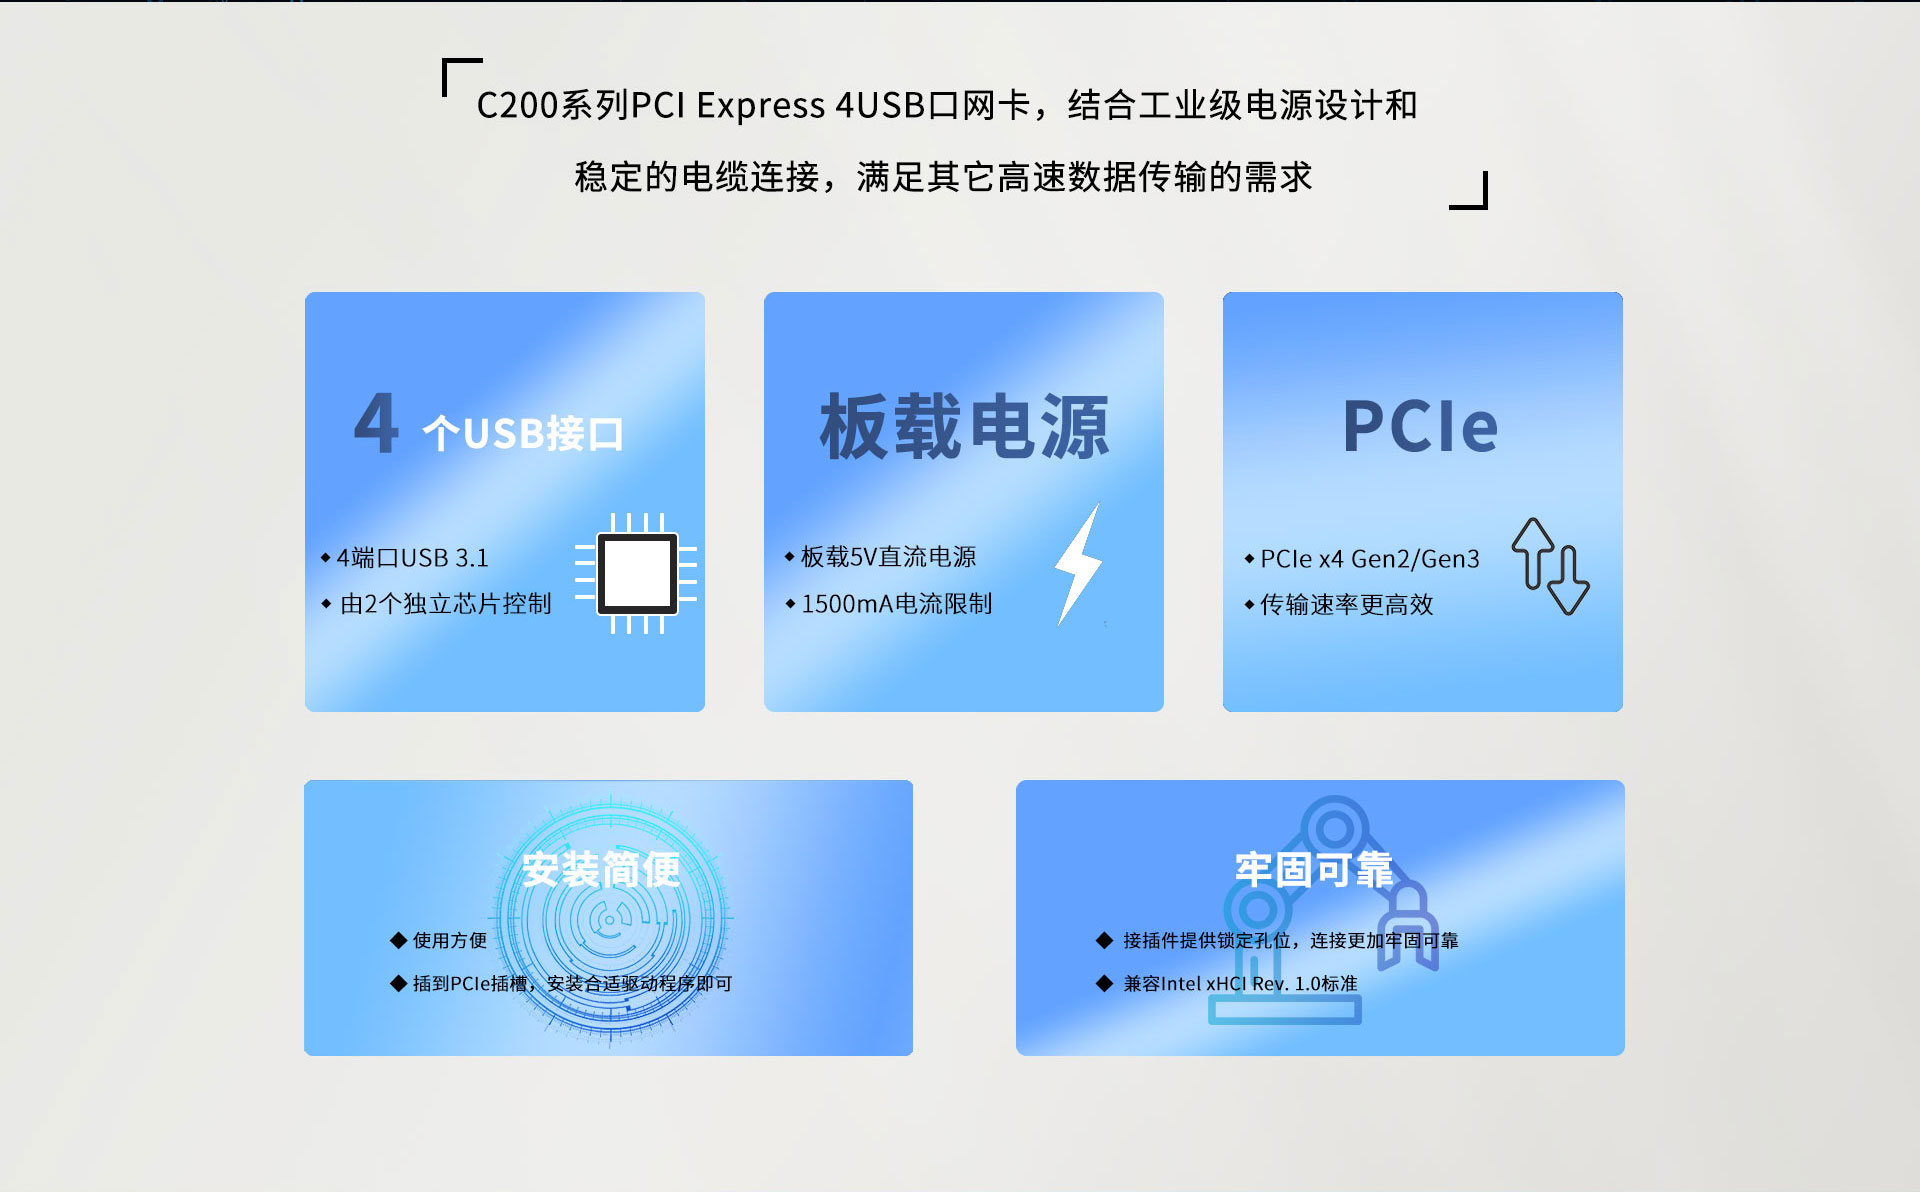 C200系列PCI Express 4USB口网卡，结合工业级电源设计和
稳定的电缆连接，满足其它高速数据传输的需求
4 个USB接口
◆ 4端口USB 3.1
◆ 由2个独立芯片控制
板载电源
◆ 板载5V直流电源
◆ 1500mA电流限制
PCIe
◆ PCIe x4 Gen2/Gen3
◆ 传输速率更高效
安装简便
◆ 使用方便
◆ 插到PCIe插槽，安装合适驱动程序即可
牢固可靠
◆ 接插件提供锁定孔位，连接更加牢固可靠
◆ 兼容Intel xHCI Rev. 1.0标准